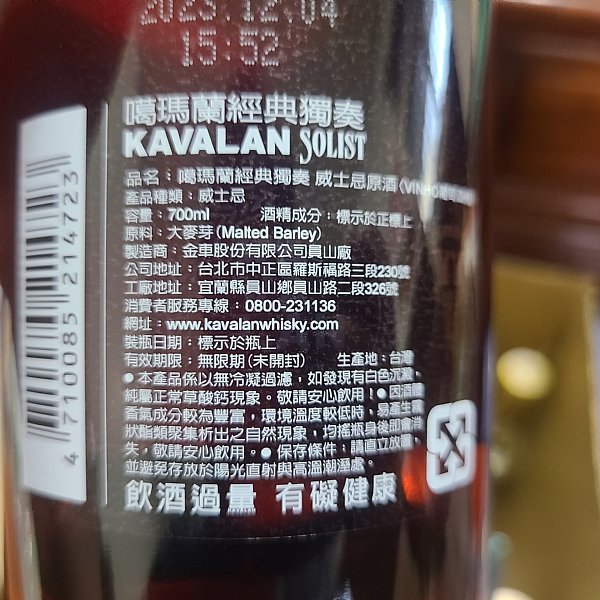 2023.12.04
15:52
噶瑪蘭經典獨奏
KAVALAN SOLIST
品名：噶瑪蘭經典獨奏 威士忌原酒〈VINHO
產品種類：威士忌
容量：700ml 酒精成分：標示於正標上
原料：大麥芽(Malted Barley)
製造商：金車股份有限公司員山廠
公司地址：台北市中正區羅斯福路三段230號
工廠地址：宜蘭縣員山鄉員山路二段326號
消費者服務專線：0800-231136
網址：www.kavalanwhisky.com
裝瓶日期：標示於瓶上
有效期限：無限期(未開封) 生產地：台灣
●本產品係以無冷凝過濾，如發現有白色沉澱，
純屬正常草酸鈣現象。敬請安心飲用！●因酒體
香氣成分較為豐富，環境溫度較低時，易產生霧
狀酯類聚集析出之自然現象，均搖瓶身後即會消
失，敬請安心飲用。●保存條件：請直立放置，
並避免存放於陽光直射與高溫潮溼處。
飲酒過量 有礙健康
4 710085 214723